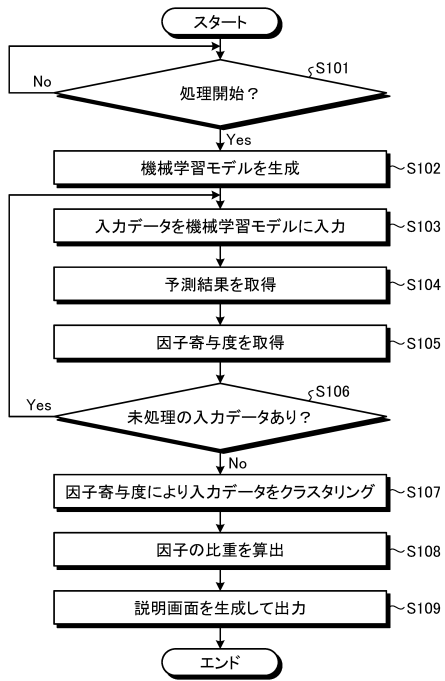 スタート
S101
No
処理開始？
Yes
機械学習モデルを生成
S102
入力データを機械学習モデルに入力
S103
予測結果を取得
S104
因子寄与度を取得
S105
S106
Yes
未処理の入力データあり？
No
因子寄与度により入力データをクラスタリング
S107
因子の比重を算出
S108
説明画面を生成して出力
S109
エンド